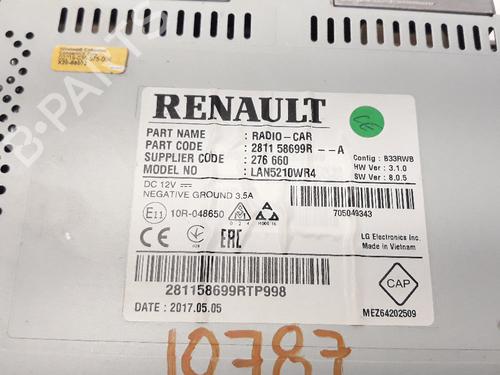 RENAULT
PART NAME : RADIO-CAR
PART CODE : 2811 58699R --A
SUPPLIER CODE : 276 660
MODEL NO : LAN5210WR4
Contig : B33RWB
HW Ver : 3.1.0
SW Ver : 8.0.5
DC 12V
NEGATIVE GROUND 3.5A
705049343
E11 10R-048650
LG Electronics Inc.
Made in Vietnam
CE EAC
281158699RTP998
DATE : 2017.05.05
CAP
MEZ64202509
10787
B-PARTS